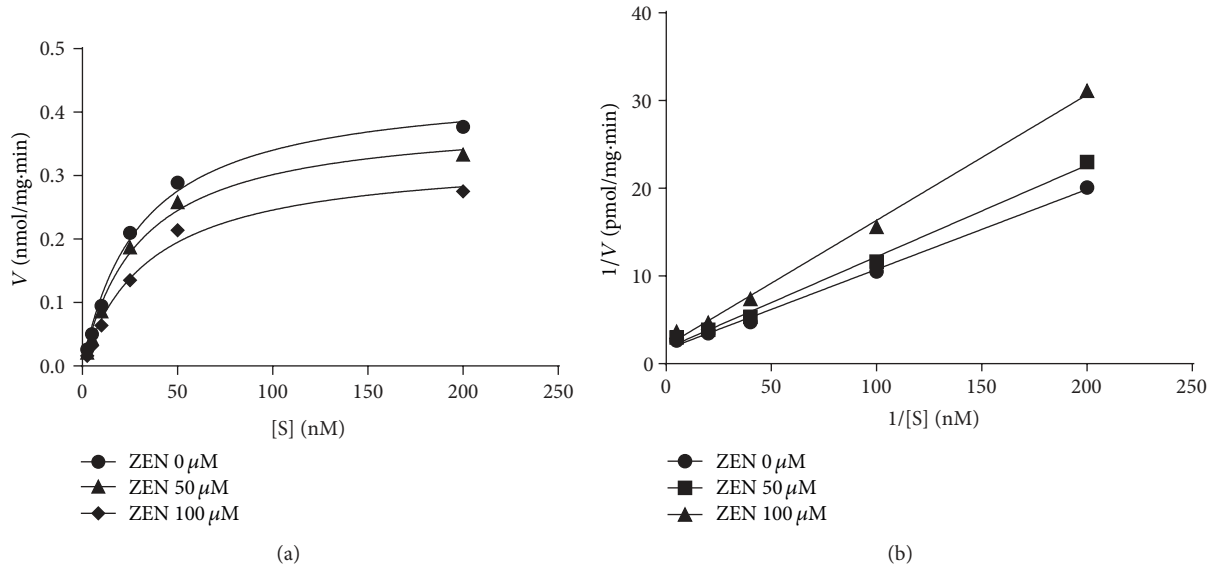 0.5
0.4
0.3
0.2
0.1
0.0
V (nmol/mg·min)
0 50 100 150 200 250
[S] (nM)
ZEN 0 μM
ZEN 50 μM
ZEN 100 μM
(a)
40
30
20
10
0
1/V (pmol/mg·min)
0 50 100 150 200 250
1/[S] (nM)
ZEN 0 μM
ZEN 50 μM
ZEN 100 μM
(b)